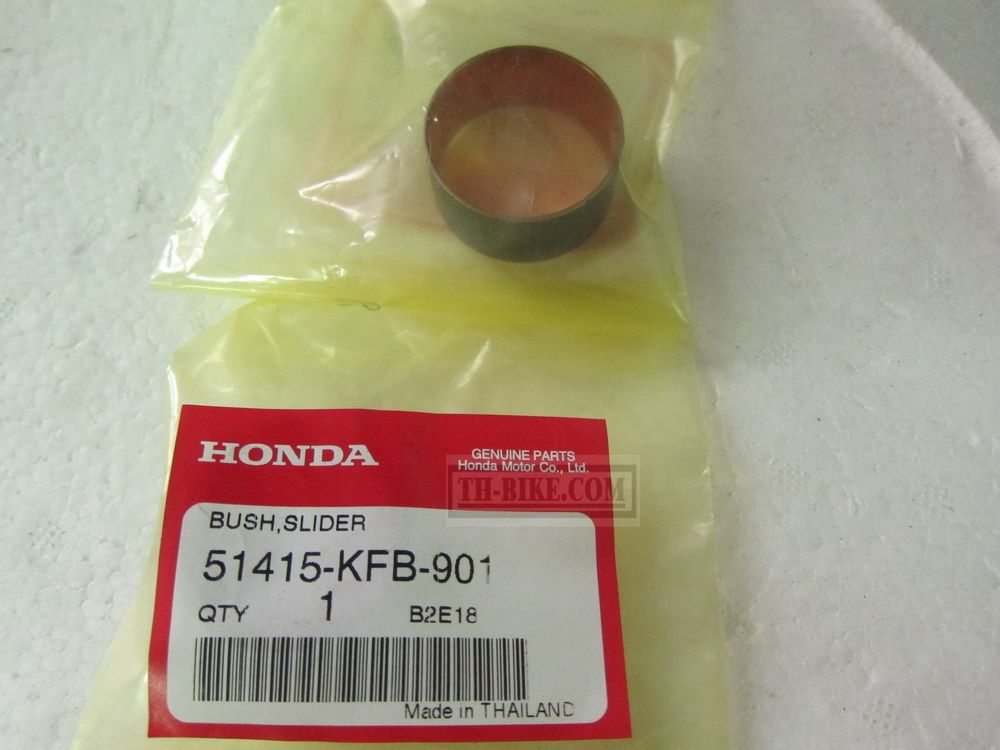 HONDA
GENUINE PARTS
Honda Motor Co., Ltd.
TH-BIKE.COM
BUSH,SLIDER
51415-KFB-901
QTY 1 B2E18
Made in THAILAND